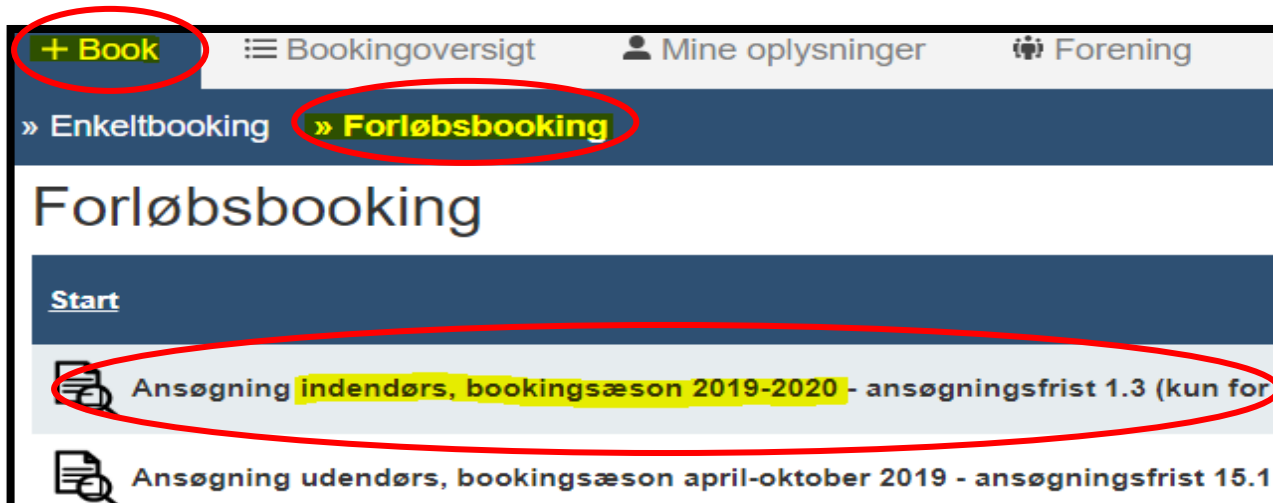 + Book Bookingoversigt Mine oplysninger Forening
» Enkeltbooking » Forløbsbooking
Forløbsbooking
Start
Ansøgning indendørs, bookingsæson 2019-2020 - ansøgningsfrist 1.3 (kun for
Ansøgning udendørs, bookingsæson april-oktober 2019 - ansøgningsfrist 15.1